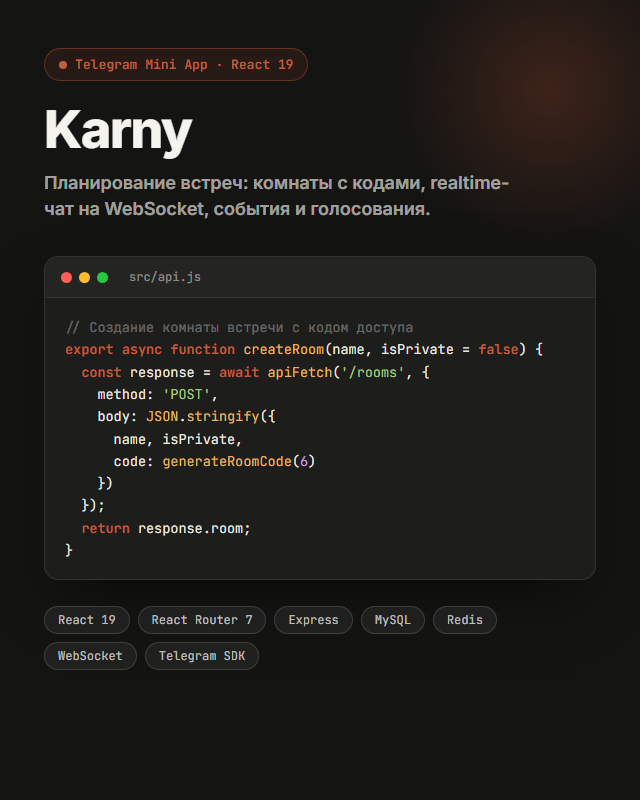 Telegram Mini App · React 19
Karny
Планирование встреч: комнаты с кодами, realtime-
чат на WebSocket, события и голосования.
src/api.js
// Создание комнаты встречи с кодом доступа
export async function createRoom(name, isPrivate = false) {
  const response = await apiFetch('/rooms', {
    method: 'POST',
    body: JSON.stringify({
      name, isPrivate,
      code: generateRoomCode(6)
    })
  });
  return response.room;
}
React 19 React Router 7 Express MySQL Redis
WebSocket Telegram SDK